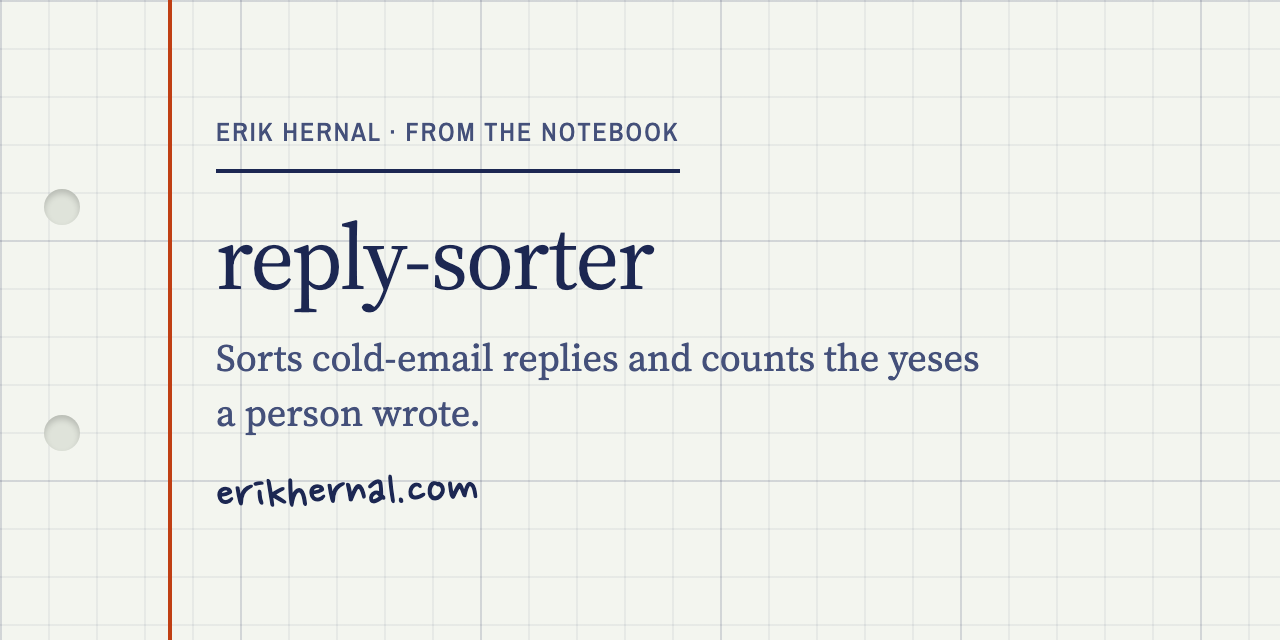 ERIK HERNAL · FROM THE NOTEBOOK
reply-sorter
Sorts cold-email replies and counts the yeses
a person wrote.
erikhernal.com